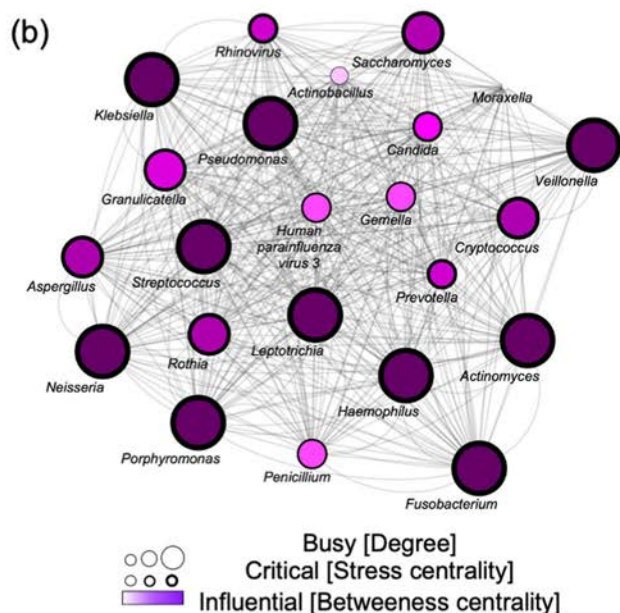 (b)
Rhinovirus
Saccharomyces
Actinobacillus
Moraxella
Klebsiella
Pseudomonas
Candida
Veillonella
Granulicatella
Gemella
Human
parainfluenza
virus 3
Cryptococcus
Aspergillus
Streptococcus
Prevotella
Rothia
Leptotrichia
Neisseria
Actinomyces
Haemophilus
Porphyromonas
Penicillium
Fusobacterium
Busy [Degree]
Critical [Stress centrality]
Influential [Betweeness centrality]